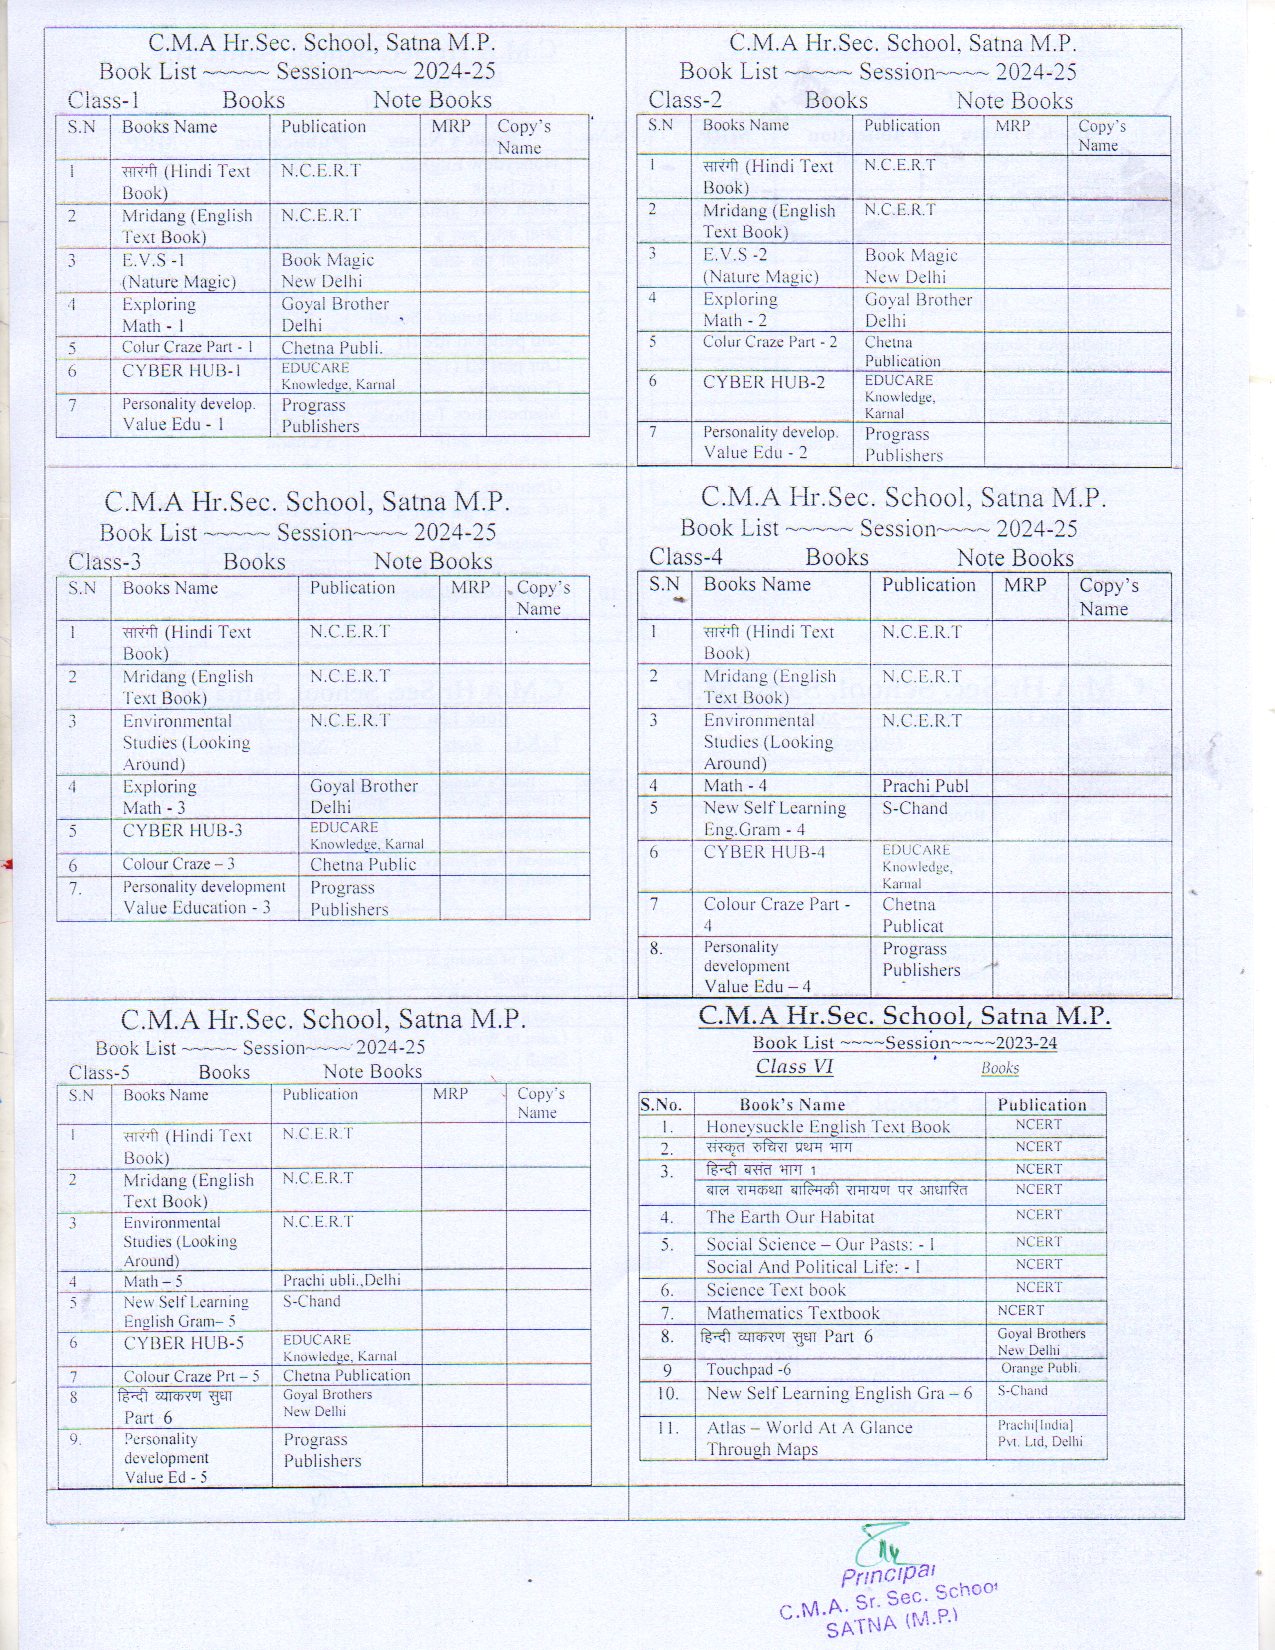 C.M.A Hr.Sec. School, Satna M.P.
Book List ~~~~~ Session~~~~ 2024-25
Class-1 Books Note Books
S.N Books Name Publication MRP Copy's
Name
1 सारंगी (Hindi Text N.C.E.R.T
Book)
2 Mridang (English N.C.E.R.T
Text Book)
3 E.V.S -1 Book Magic
(Nature Magic) New Delhi
4 Exploring Goyal Brother
Math - 1 Delhi
5 Colur Craze Part - 1 Chetna Publi.
6 CYBER HUB-1 EDUCARE
Knowledge, Karnal
7 Personality develop. Prograss
Value Edu - 1 Publishers
C.M.A Hr.Sec. School, Satna M.P.
Book List ~~~~~ Session~~~~ 2024-25
Class-2 Books Note Books
S.N Books Name Publication MRP Copy's
Name
1 सारंगी (Hindi Text N.C.E.R.T
Book)
2 Mridang (English N.C.E.R.T
Text Book)
3 E.V.S -2 Book Magic
(Nature Magic) New Delhi
4 Exploring Goyal Brother
Math - 2 Delhi
5 Colur Craze Part - 2 Chetna
Publication
6 CYBER HUB-2 EDUCARE
Knowledge,
Karnal
7 Personality develop. Prograss
Value Edu - 2 Publishers
C.M.A Hr.Sec. School, Satna M.P.
Book List ~~~~~ Session~~~~ 2024-25
Class-3 Books Note Books
S.N Books Name Publication MRP Copy's
Name
1 सारंगी (Hindi Text N.C.E.R.T
Book)
2 Mridang (English N.C.E.R.T
Text Book)
3 Environmental N.C.E.R.T
Studies (Looking
Around)
4 Exploring Goyal Brother
Math - 3 Delhi
5 CYBER HUB-3 EDUCARE
Knowledge, Karnal
6 Colour Craze – 3 Chetna Public
7. Personality development Prograss
Value Education - 3 Publishers
C.M.A Hr.Sec. School, Satna M.P.
Book List ~~~~~ Session~~~~ 2024-25
Class-4 Books Note Books
S.N Books Name Publication MRP Copy's
Name
1 सारंगी (Hindi Text N.C.E.R.T
Book)
2 Mridang (English N.C.E.R.T
Text Book)
3 Environmental N.C.E.R.T
Studies (Looking
Around)
4 Math - 4 Prachi Publ
5 New Self Learning S-Chand
Eng.Gram - 4
6 CYBER HUB-4 EDUCARE
Knowledge,
Karnal
7 Colour Craze Part - Chetna
4 Publicat
8. Personality Prograss
development Publishers
Value Edu – 4
C.M.A Hr.Sec. School, Satna M.P.
Book List ~~~~~ Session~~~~ 2024-25
Class-5 Books Note Books
S.N Books Name Publication MRP Copy's
Name
1 सारंगी (Hindi Text N.C.E.R.T
Book)
2 Mridang (English N.C.E.R.T
Text Book)
3 Environmental N.C.E.R.T
Studies (Looking
Around)
4 Math – 5 Prachi ubli.,Delhi
5 New Self Learning S-Chand
English Gram– 5
6 CYBER HUB-5 EDUCARE
Knowledge, Karnal
7 Colour Craze Prt – 5 Chetna Publication
8 हिन्दी व्याकरण सुधा Goyal Brothers
Part 6 New Delhi
9. Personality Prograss
development Publishers
Value Ed - 5
C.M.A Hr.Sec. School, Satna M.P.
Book List ~~~~Session~~~~2023-24
Class VI Books
S.No. Book's Name Publication
1. Honeysuckle English Text Book NCERT
2. संस्कृत रुचिरा प्रथम भाग NCERT
3. हिन्दी बसंत भाग 1 NCERT
बाल रामकथा बाल्मिकी रामायण पर आधारित NCERT
4. The Earth Our Habitat NCERT
5. Social Science – Our Pasts: - I NCERT
Social And Political Life: - I NCERT
6. Science Text book NCERT
7. Mathematics Textbook NCERT
8. हिन्दी व्याकरण सुधा Part 6 Goyal Brothers
New Delhi
9 Touchpad -6 Orange Publi.
10. New Self Learning English Gra – 6 S-Chand
11. Atlas – World At A Glance Prachi[India]
Through Maps Pvt. Ltd, Delhi
Principal
C.M.A. Sr. Sec. School
SATNA (M.P.)